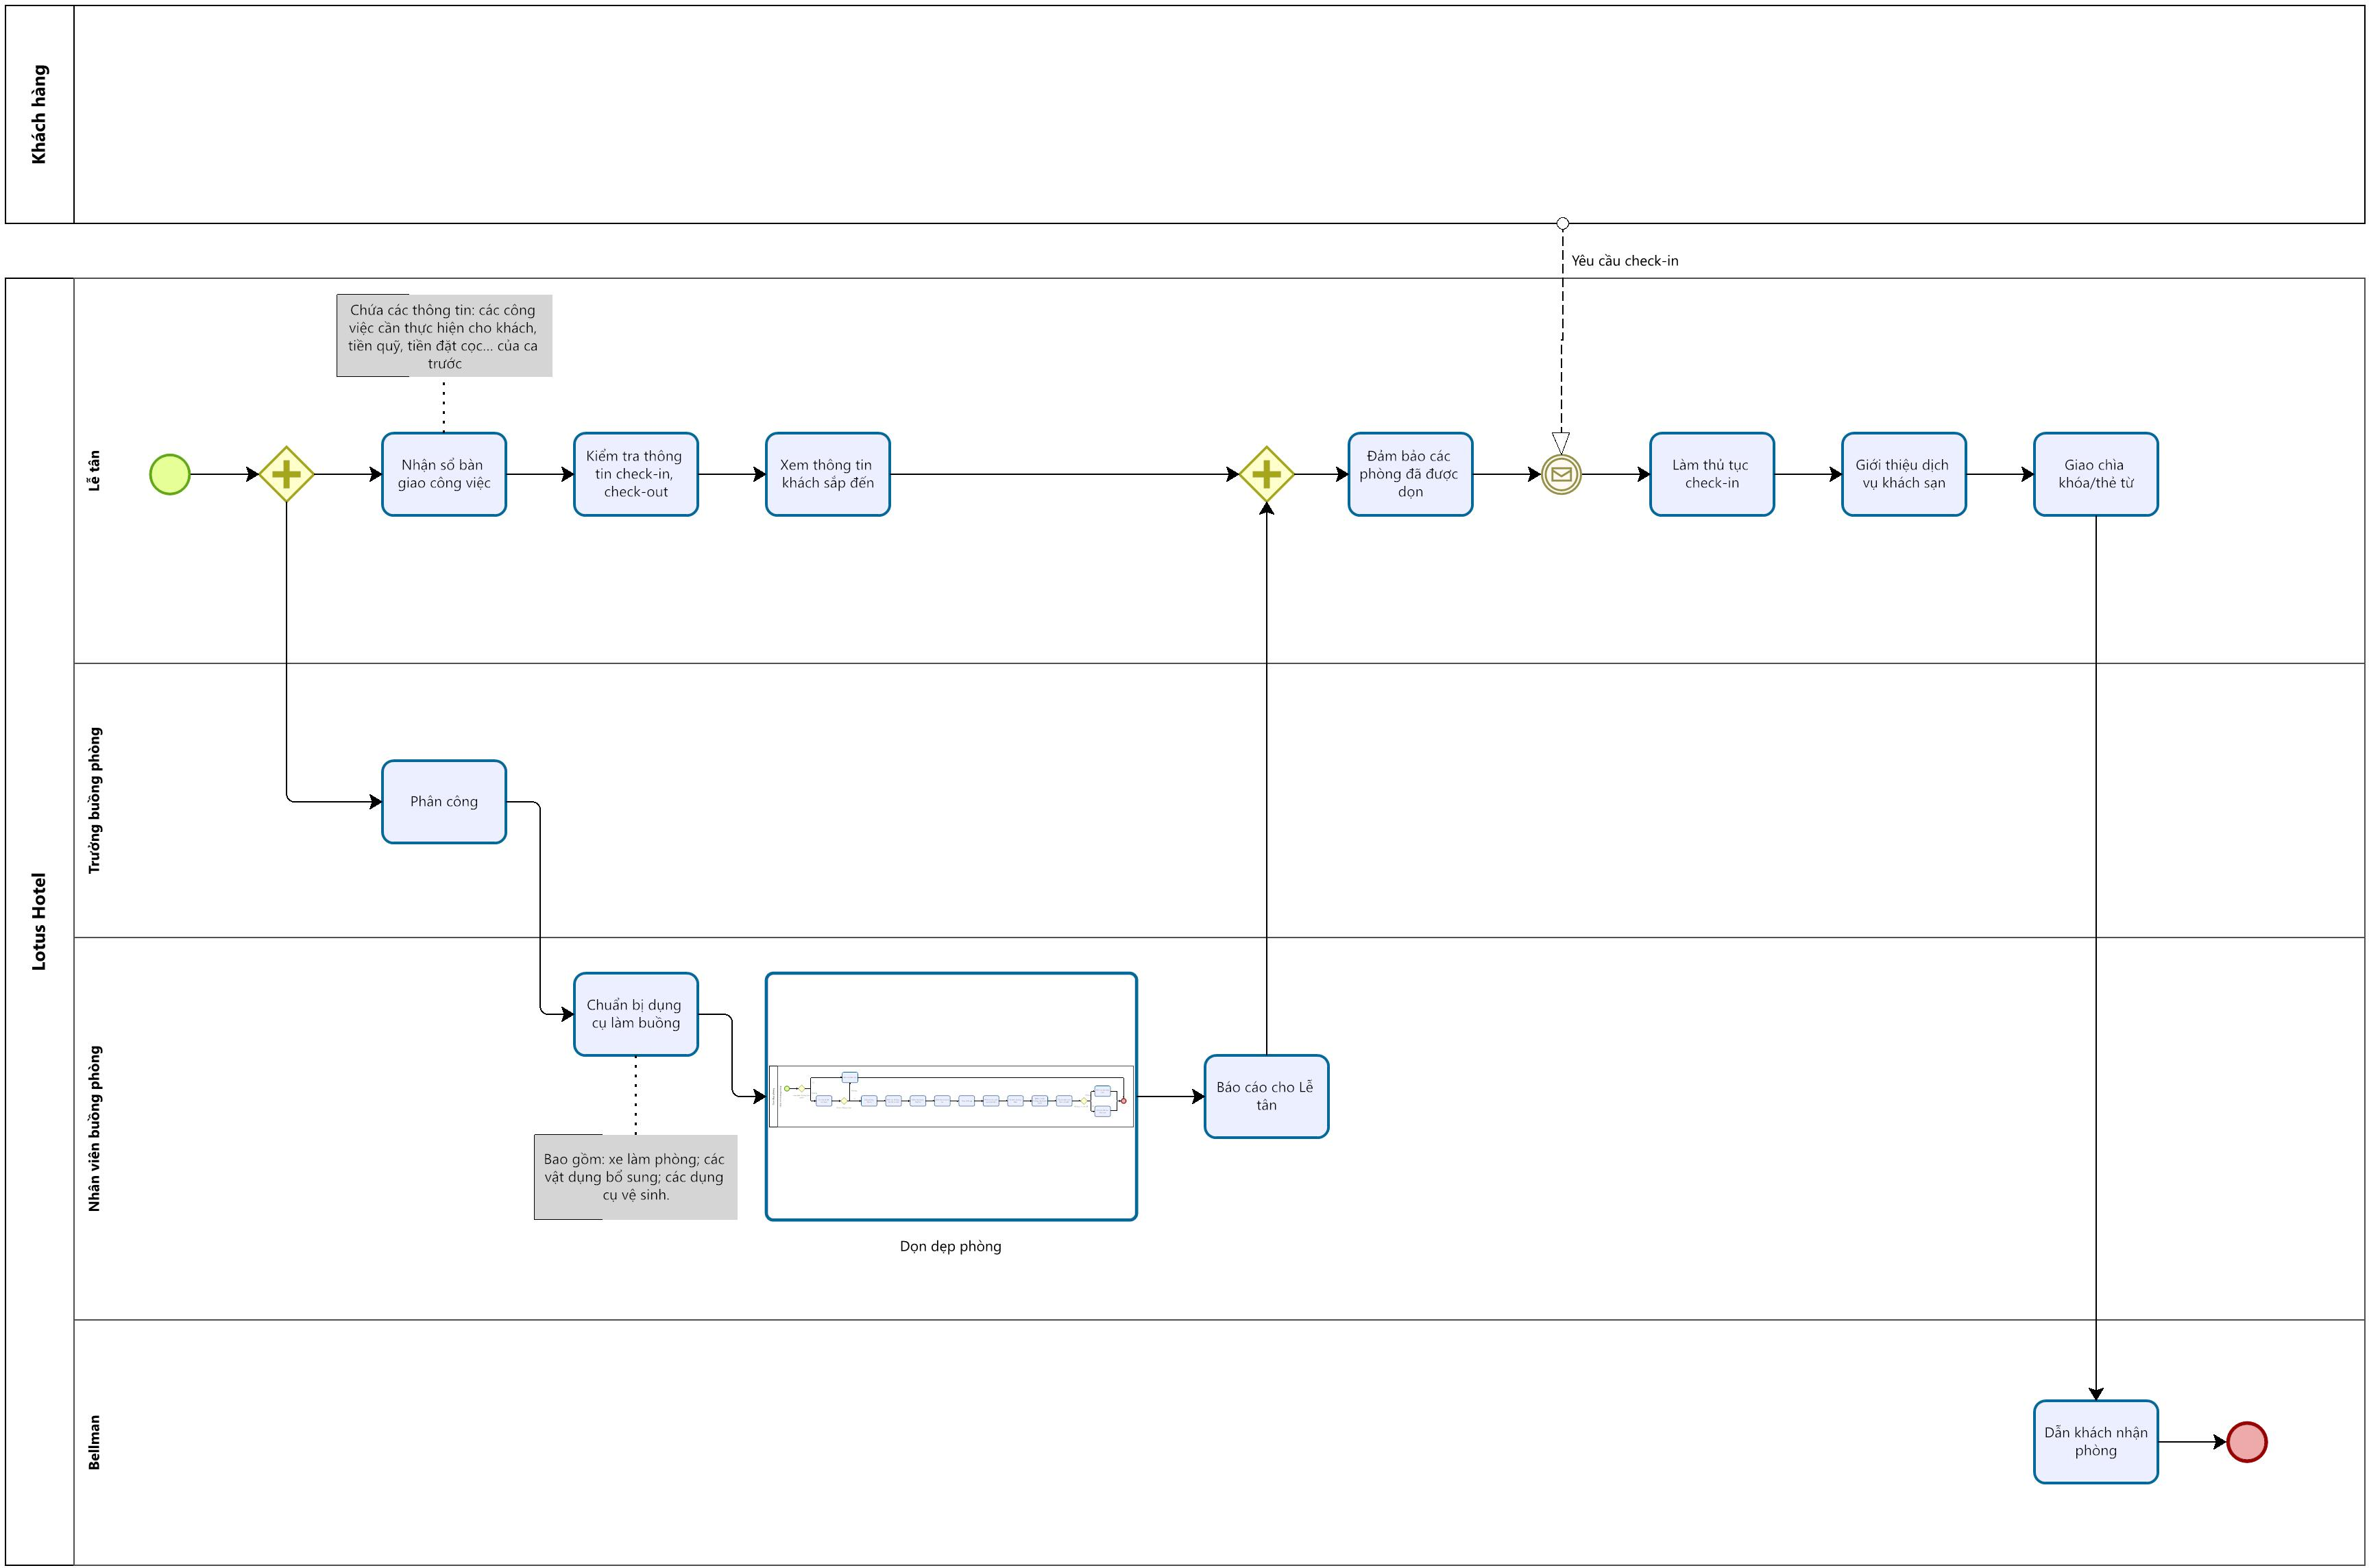 Khách hàng
Yêu cầu check-in
Lotus Hotel
Lễ tân
Chứa các thông tin: các công
việc cần thực hiện cho khách,
tiền quỹ, tiền đặt cọc... của ca
trước
Nhận sổ bàn
giao công việc
Kiểm tra thông
tin check-in,
check-out
Xem thông tin
khách sắp đến
Đảm bảo các
phòng đã được
dọn
Làm thủ tục
check-in
Giới thiệu dịch
vụ khách sạn
Giao chìa
khóa/thẻ từ
Trưởng buồng phòng
Phân công
Nhân viên buồng phòng
Chuẩn bị dụng
cụ làm buồng
Bao gồm: xe làm phòng; các
vật dụng bổ sung; các dụng
cụ vệ sinh.
Dọn dẹp phòng
Báo cáo cho Lễ
tân
Bellman
Dẫn khách nhận
phòng